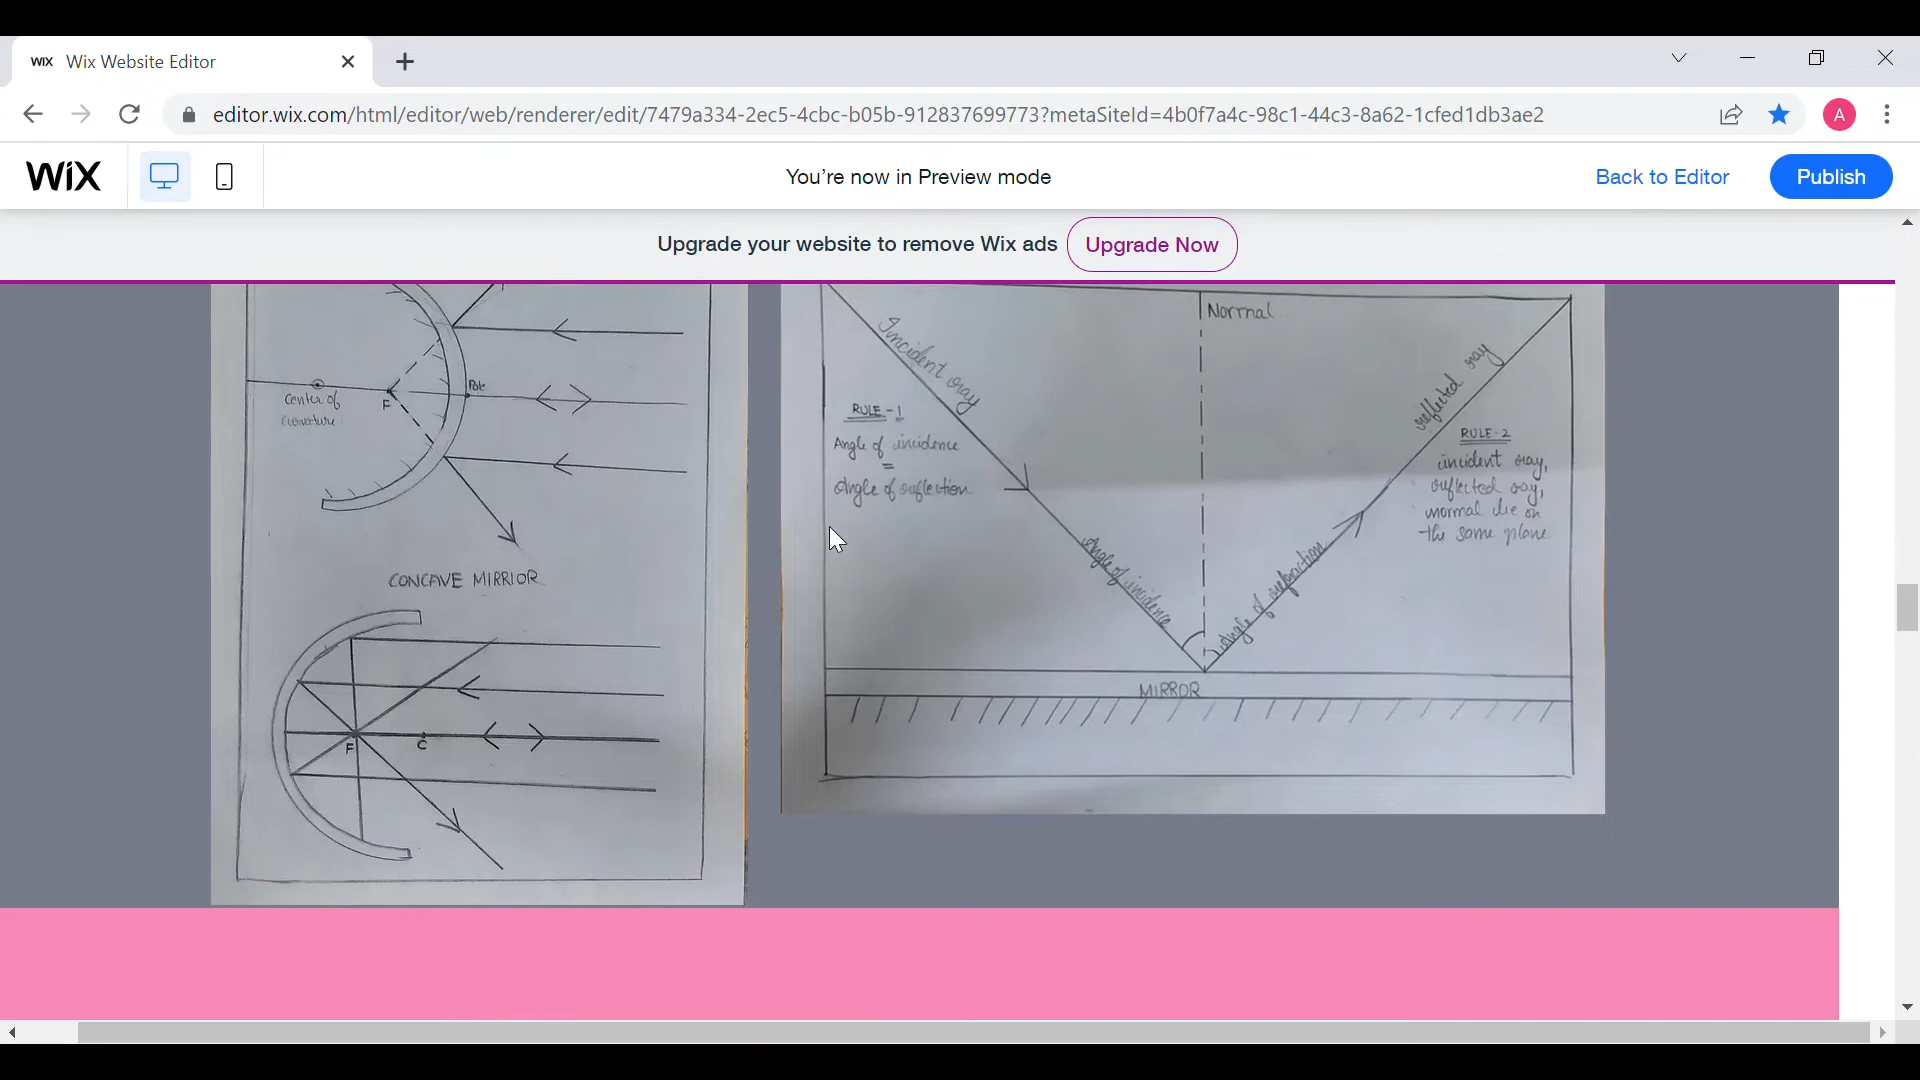 WIX Wix Website Editor
editor.wix.com/html/editor/web/renderer/edit/7479a334-2ec5-4cbc-b05b-912837699773?metaSiteId=4b0f7a4c-98c1-44c3-8a62-1cfed1db3ae2
A
WiX
You're now in Preview mode
Back to Editor
Publish
Upgrade your website to remove Wix ads
Upgrade Now
Pole
Center of
curvature
F
CONCAVE MIRRIOR
F
C
Normal
Incident ray
reflected ray
RULE-1
Angle of incidence
=
Angle of reflection
RULE-2
incident ray,
reflected ray,
normal lie on
the same plane
Angle of incidence
Angle of refraction
MIRROR